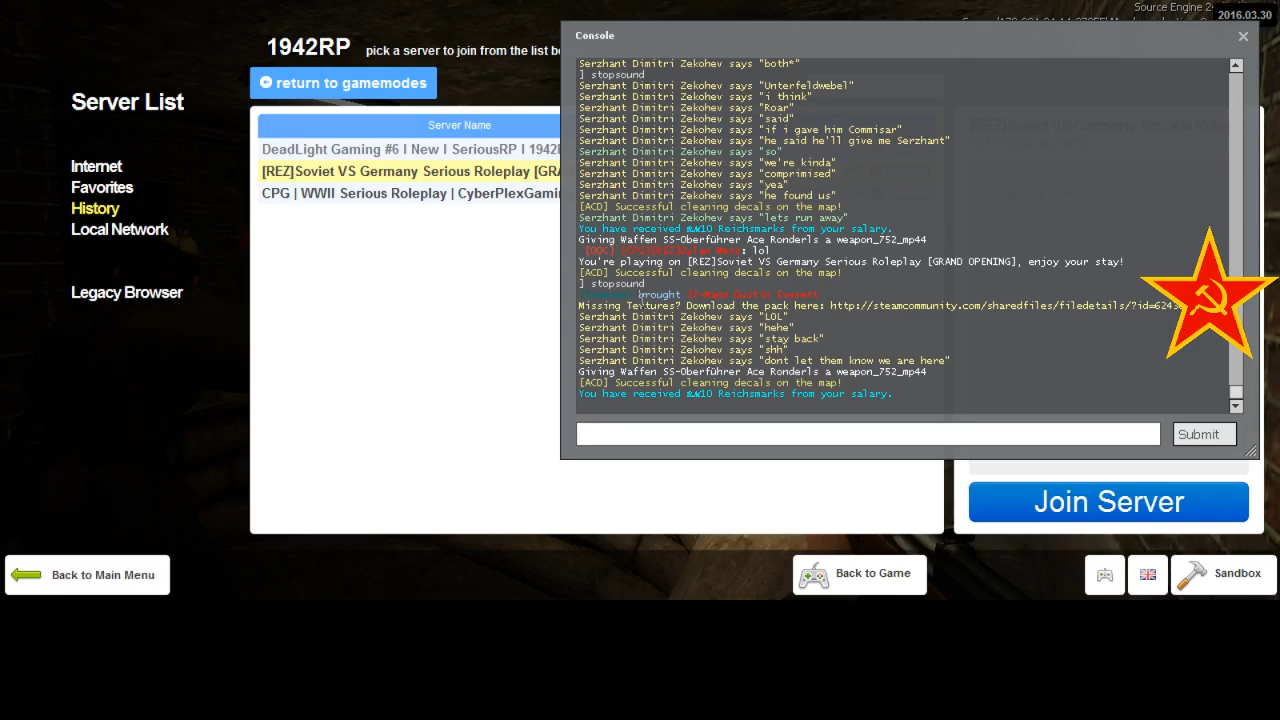 Source Engine 2
2016.03.30
1942RP pick a server to join from the list be
return to gamemodes
Server List
Internet
Favorites
History
Local Network
Legacy Browser
Server Name
DeadLight Gaming #6 I New I SeriousRP I 1942
[REZ]Soviet VS Germany Serious Roleplay [GRA
CPG | WWII Serious Roleplay | CyberPlexGamin
Console
Serzhant Dimitri Zekohev says "both*"
] stopsound
Serzhant Dimitri Zekohev says "Unterfeldwebel"
Serzhant Dimitri Zekohev says "i think"
Serzhant Dimitri Zekohev says "Roar"
Serzhant Dimitri Zekohev says "said"
Serzhant Dimitri Zekohev says "if i gave him Commisar"
Serzhant Dimitri Zekohev says "he said he'll give me Serzhant"
Serzhant Dimitri Zekohev says "so"
Serzhant Dimitri Zekohev says "we're kinda"
Serzhant Dimitri Zekohev says "comprimised"
Serzhant Dimitri Zekohev says "yea"
Serzhant Dimitri Zekohev says "he found us"
[ACD] Successful cleaning decals on the map!
Serzhant Dimitri Zekohev says "lets run away"
You have received 10 Reichsmarks from your salary.
Giving Waffen SS-Oberführer Ace Ronderls a weapon_752_mp44
lol
You're playing on [REZ]Soviet VS Germany Serious Roleplay [GRAND OPENING], enjoy your stay!
[ACD] Successful cleaning decals on the map!
] stopsound
brought SS-Mann Everett
Missing Textures? Download the pack here: http://steamcommunity.com/sharedfiles/filedetails/?id=6243
Serzhant Dimitri Zekohev says "LOL"
Serzhant Dimitri Zekohev says "hehe"
Serzhant Dimitri Zekohev says "stay back"
Serzhant Dimitri Zekohev says "shh"
Serzhant Dimitri Zekohev says "dont let them know we are here"
Giving Waffen SS-Oberführer Ace Ronderls a weapon_752_mp44
[ACD] Successful cleaning decals on the map!
You have received 10 Reichsmarks from your salary.
Submit
Join Server
Back to Main Menu
Back to Game
Sandbox